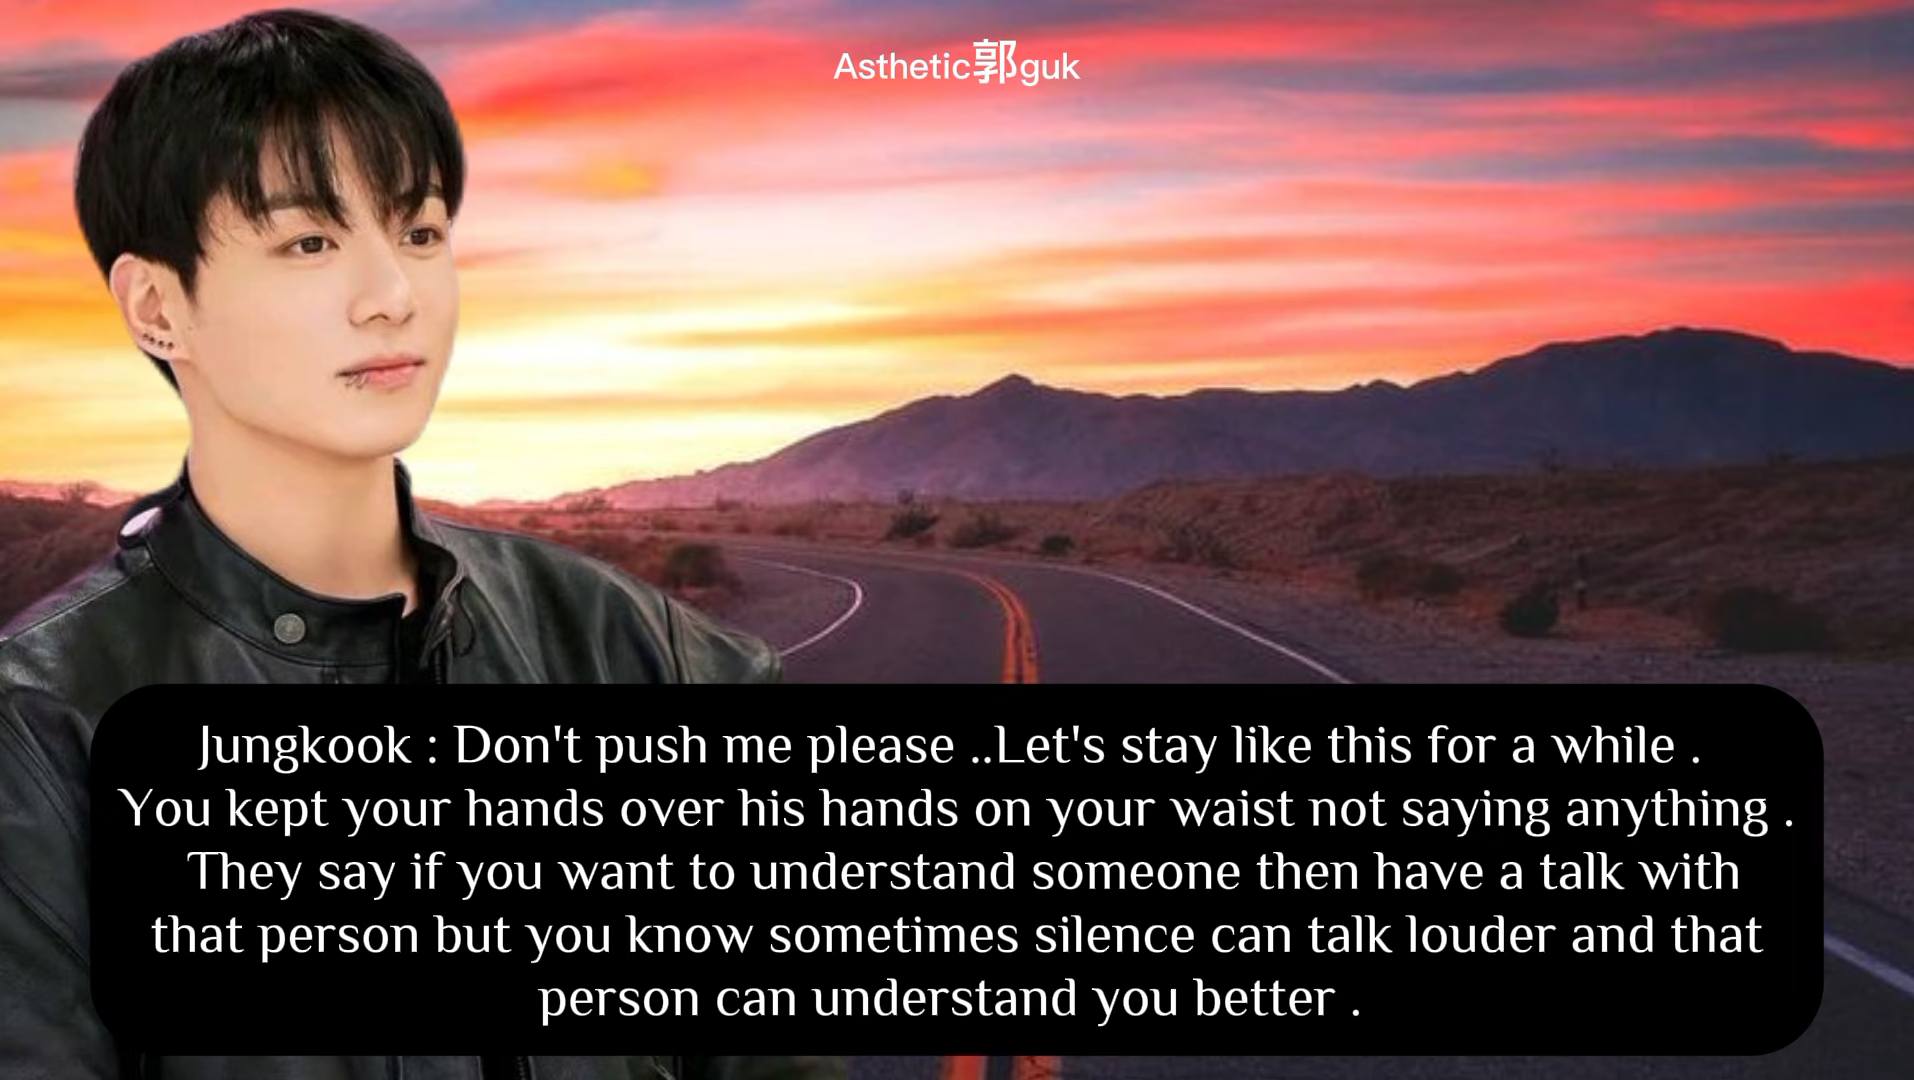 Asthetic郭guk
Jungkook : Don't push me please ..Let's stay like this for a while .
You kept your hands over his hands on your waist not saying anything .
They say if you want to understand someone then have a talk with
that person but you know sometimes silence can talk louder and that
person can understand you better .